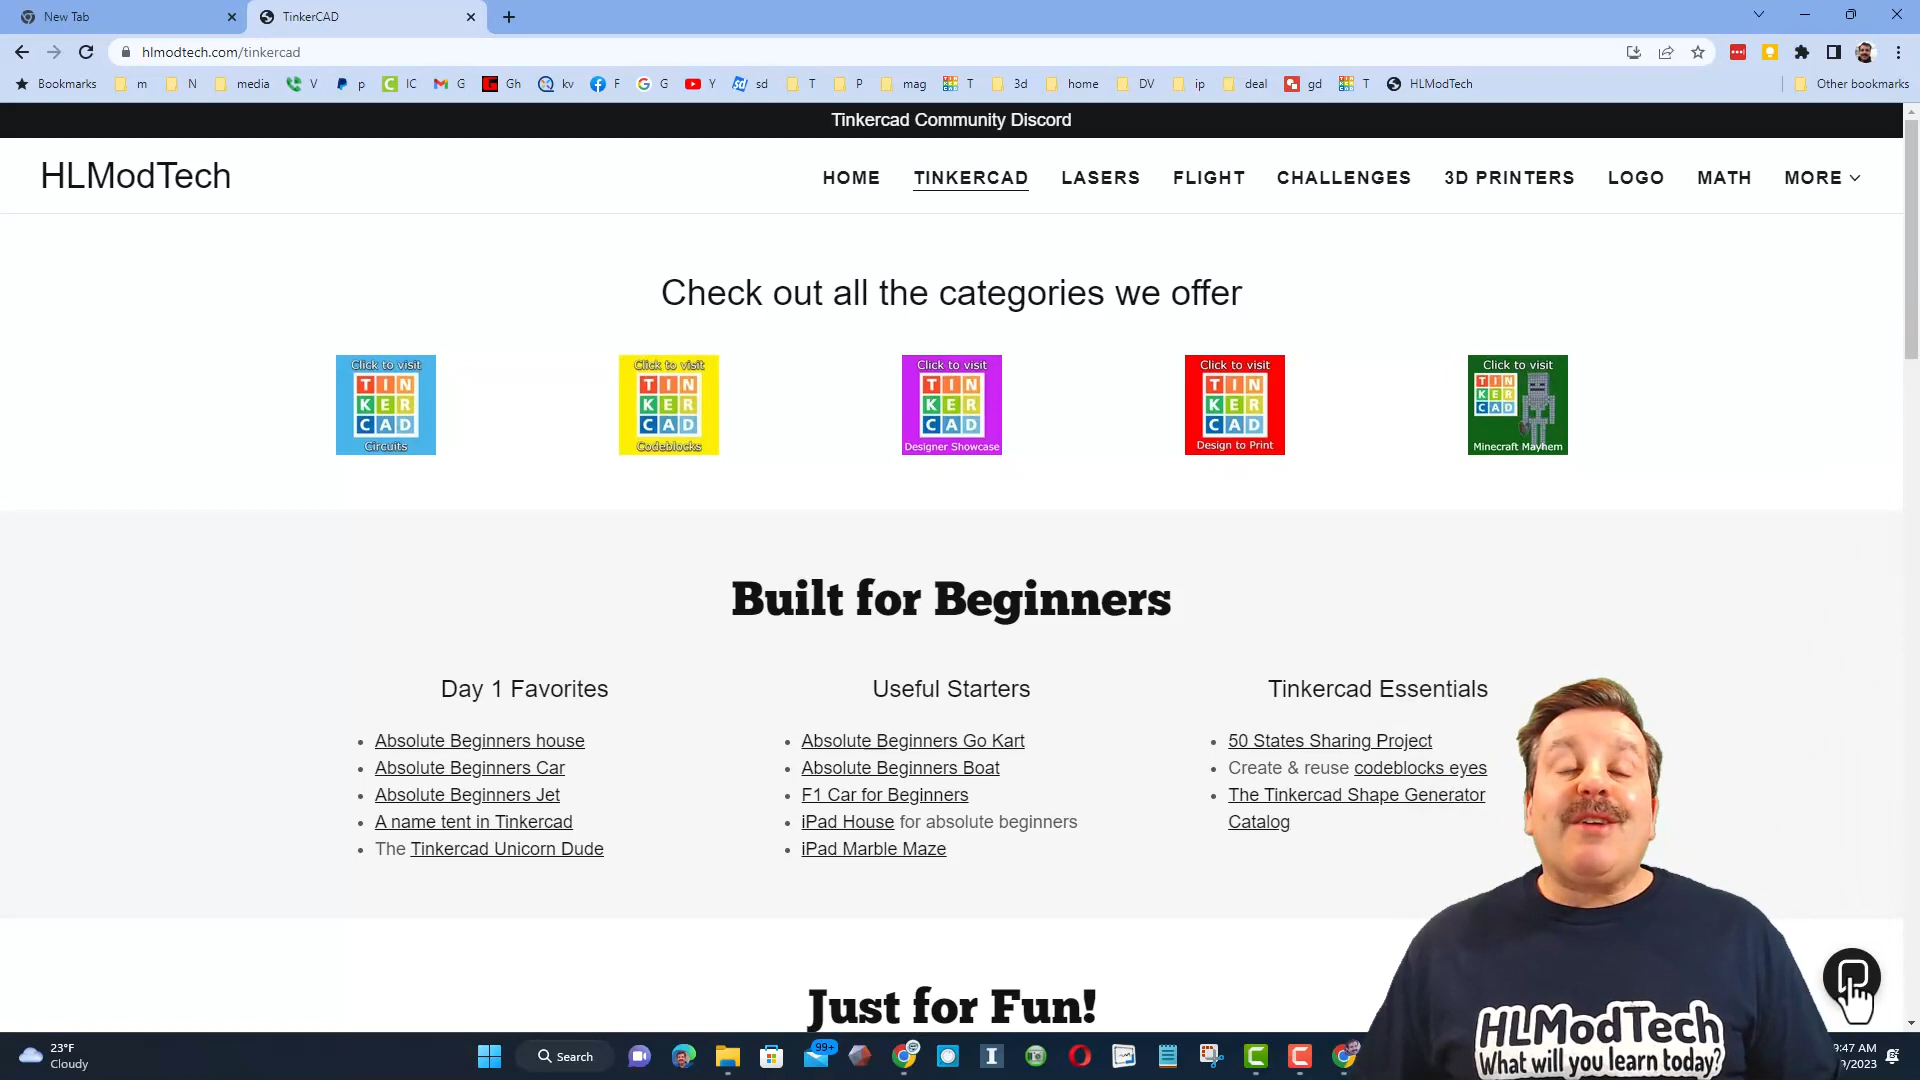 New Tab
TinkerCAD
hlmodtech.com/tinkercad
Bookmarks m N media V p IC G Gh kv F G Y sd T P mag T 3d home DV ip deal gd T HLModTech Other bookmarks
Tinkercad Community Discord
HLModTech
HOME TINKERCAD LASERS FLIGHT CHALLENGES 3D PRINTERS LOGO MATH MORE
Check out all the categories we offer
Click to visit
TIN
KER
CAD
Circuits
Click to visit
TIN
KER
CAD
Codeblocks
Click to visit
TIN
KER
CAD
Designer Showcase
Click to visit
TIN
KER
CAD
Design to Print
Click to visit
TIN
KER
CAD
Minecraft Mayhem
Built for Beginners
Day 1 Favorites
Absolute Beginners house
Absolute Beginners Car
Absolute Beginners Jet
A name tent in Tinkercad
The Tinkercad Unicorn Dude
Useful Starters
Absolute Beginners Go Kart
Absolute Beginners Boat
F1 Car for Beginners
iPad House for absolute beginners
iPad Marble Maze
Tinkercad Essentials
50 States Sharing Project
Create & reuse codeblocks eyes
The Tinkercad Shape Generator
Catalog
Just for Fun!
HLModTech
What will you learn today?
23°F
Cloudy
Search
99+
9:47 AM
9/2023